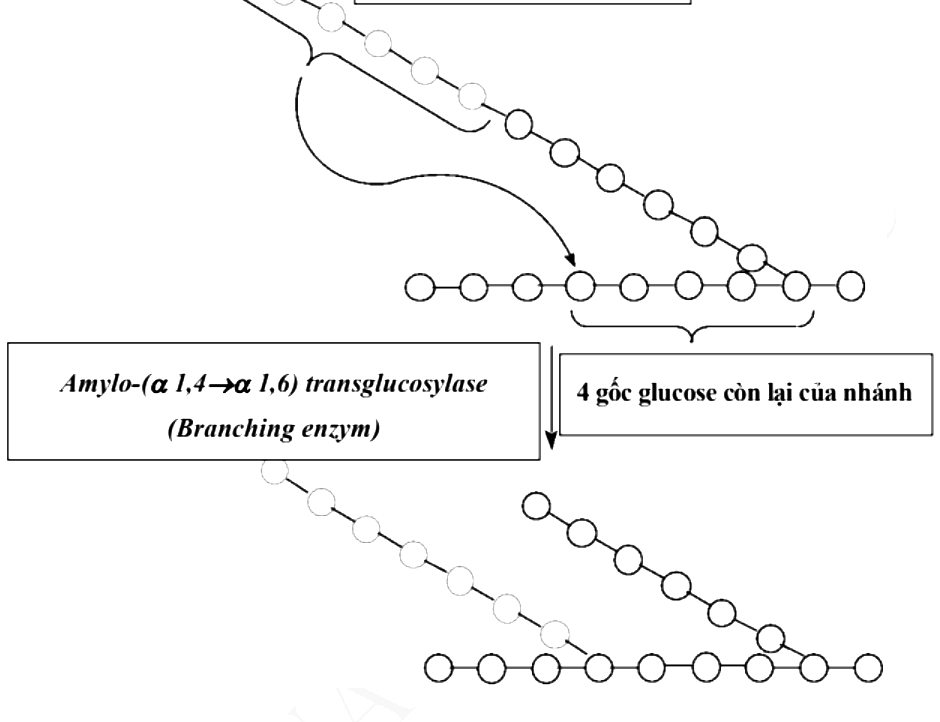 Amylo-(α 1,4→α 1,6) transglucosylase
(Branching enzym)
4 gốc glucose còn lại của nhánh